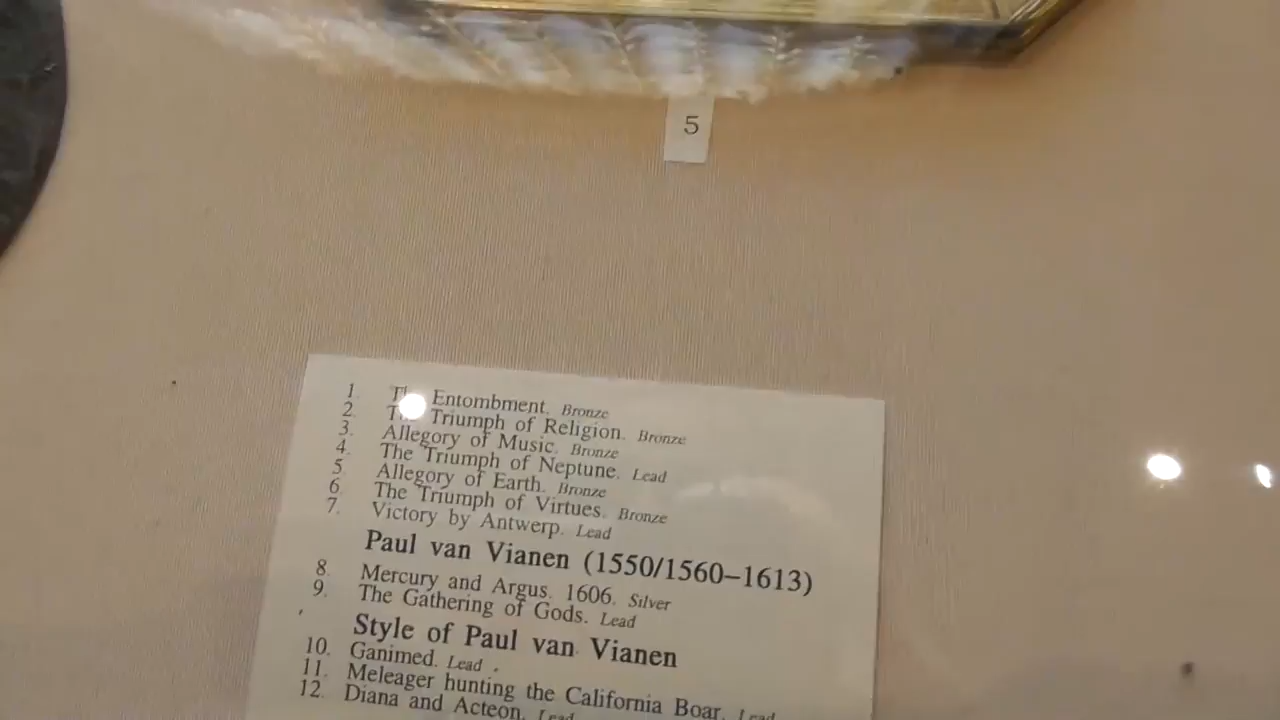 5
1. The Entombment. Bronze
2. The Triumph of Religion. Bronze
3. Allegory of Music. Bronze
4. The Triumph of Neptune. Lead
5. Allegory of Earth. Bronze
6. The Triumph of Virtues. Bronze
7. Victory by Antwerp. Lead
Paul van Vianen (1550/1560–1613)
8. Mercury and Argus. 1606. Silver
9. The Gathering of Gods. Lead
Style of Paul van Vianen
10. Ganimed. Lead
11. Meleager hunting the California Boar. Lead
12. Diana and Acteon. Lead